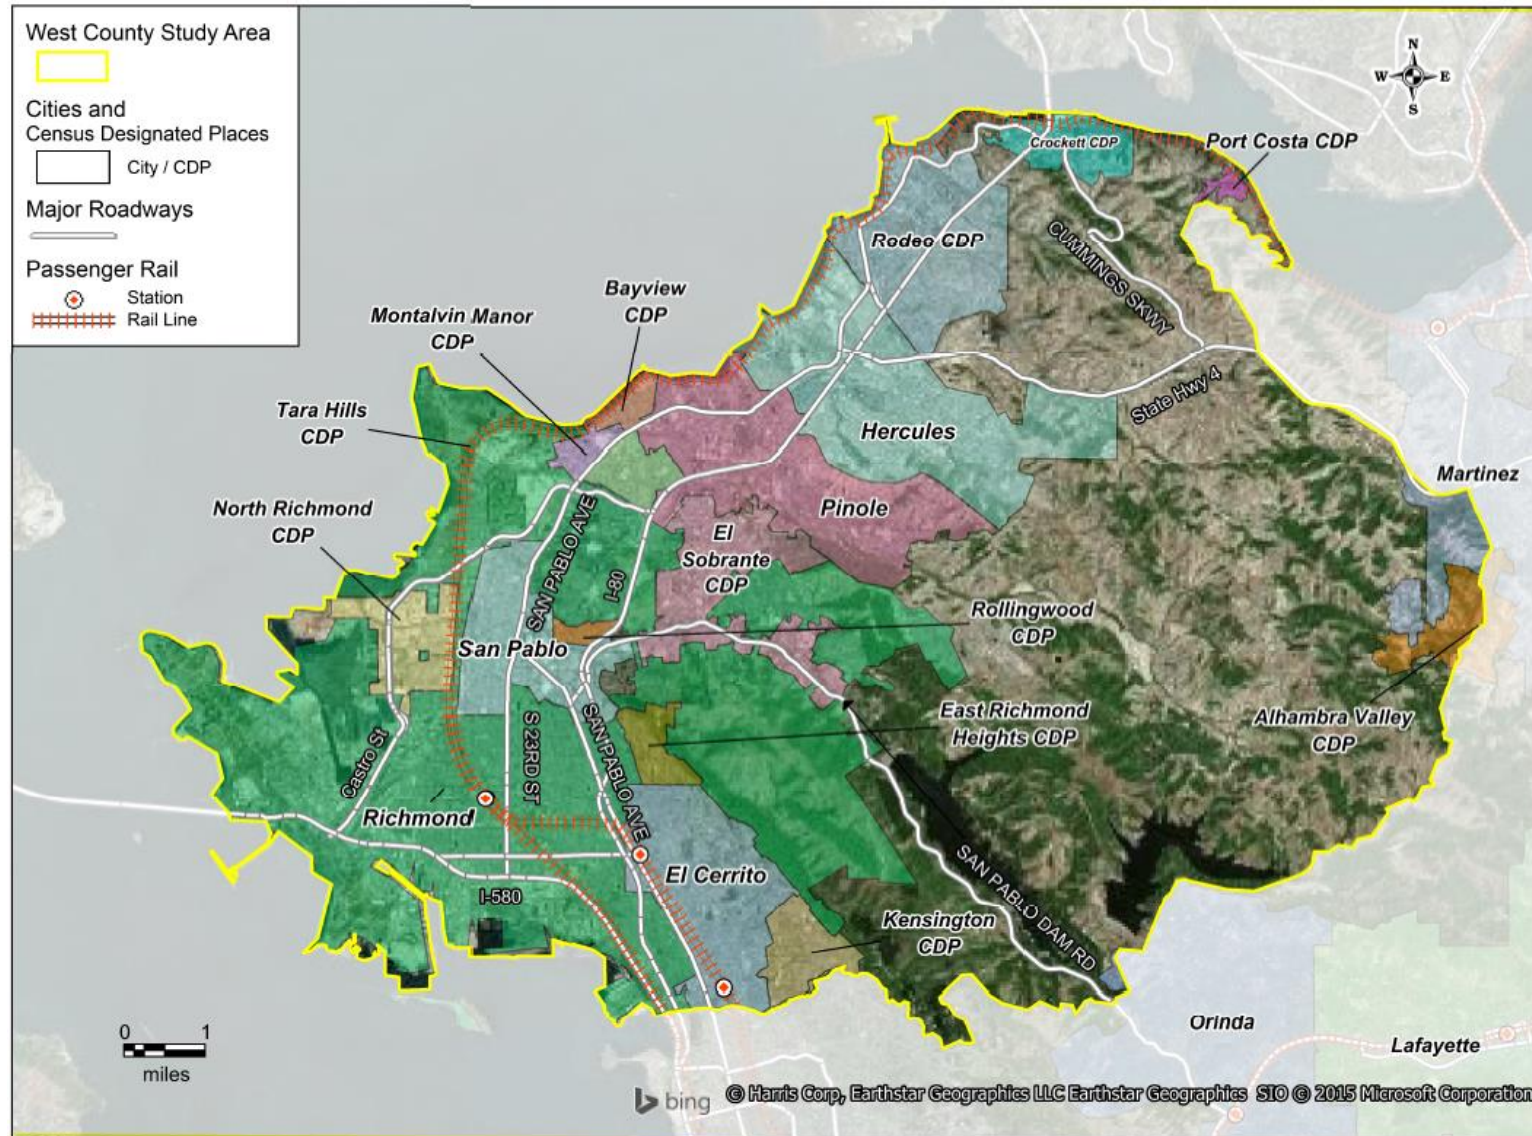 West County Study Area
Cities and
Census Designated Places
City / CDP
Major Roadways
Passenger Rail
Station
Rail Line
N
W
E
S
Crockett CDP
Port Costa CDP
Rodeo CDP
CUMMINGS SKWY
Bayview
CDP
Montalvin Manor
CDP
State Hwy 4
Tara Hills
CDP
Hercules
Martinez
North Richmond
CDP
Pinole
SAN PABLO AVE
El
Sobrante
CDP
I-80
Rollingwood
CDP
San Pablo
East Richmond
Heights CDP
Alhambra Valley
CDP
Castro St
S 23RD ST
SAN PABLO AVE
Richmond
El Cerrito
SAN PABLO DAM RD
I-580
Kensington
CDP
Orinda
Lafayette
0 1
miles
bing
© Harris Corp, Earthstar Geographics LLC Earthstar Geographics SIO © 2015 Microsoft Corporation